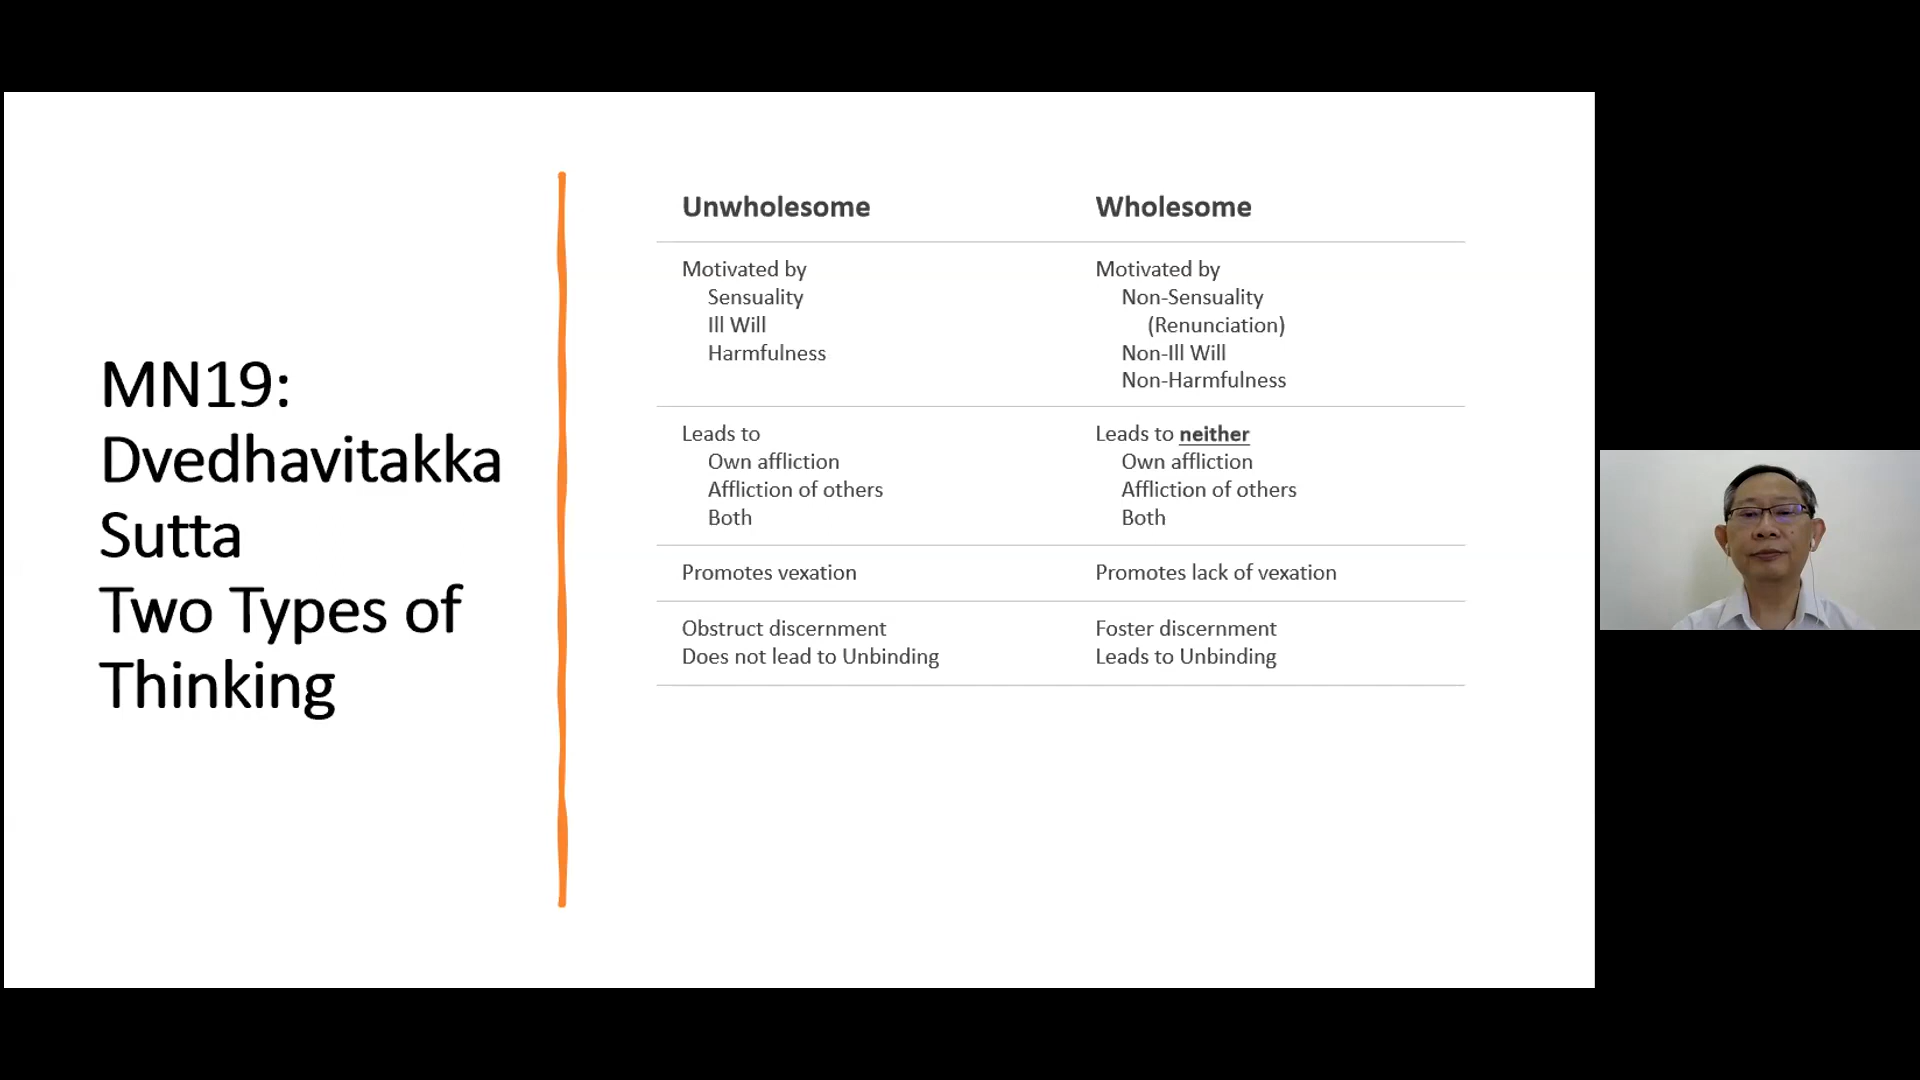 MN19:
Dvedhavitakka
Sutta
Two Types of
Thinking
Unwholesome
Wholesome
Motivated by
Sensuality
Ill Will
Harmfulness
Motivated by
Non-Sensuality
(Renunciation)
Non-Ill Will
Non-Harmfulness
Leads to
Own affliction
Affliction of others
Both
Leads to neither
Own affliction
Affliction of others
Both
Promotes vexation
Promotes lack of vexation
Obstruct discernment
Does not lead to Unbinding
Foster discernment
Leads to Unbinding